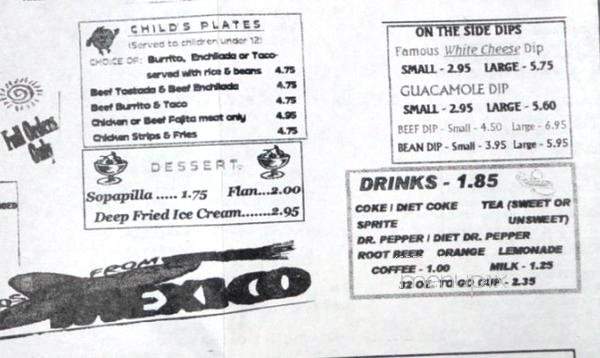 CHILD'S PLATES
(Served to children under 12)
CHOICE OF: Burrito, Enchilada or Taco-
served with rice & beans 4.75
Beef Tostada & Beef Enchilada 4.75
Beef Burrito & Taco 4.75
Chicken or Beef Fajita meat only 4.95
Chicken Strips & Fries 4.75
Full Orders
Only
DESSERT
Sopapilla ..... 1.75 Flan...2.00
Deep Fried Ice Cream.......2.95
FROM
MEXICO
ON THE SIDE DIPS
Famous White Cheese Dip
SMALL - 2.95 LARGE - 5.75
GUACAMOLE DIP
SMALL - 2.95 LARGE - 5.60
BEEF DIP - Small - 4.50 Large - 6.95
BEAN DIP - Small - 3.95 Large - 5.95
DRINKS - 1.85
COKE / DIET COKE TEA (SWEET OR
SPRITE UNSWEET)
DR. PEPPER / DIET DR. PEPPER
ROOT BEER ORANGE LEMONADE
COFFEE - 1.00 MILK - 1.25
32 OZ. TO GO CUP - 2.35